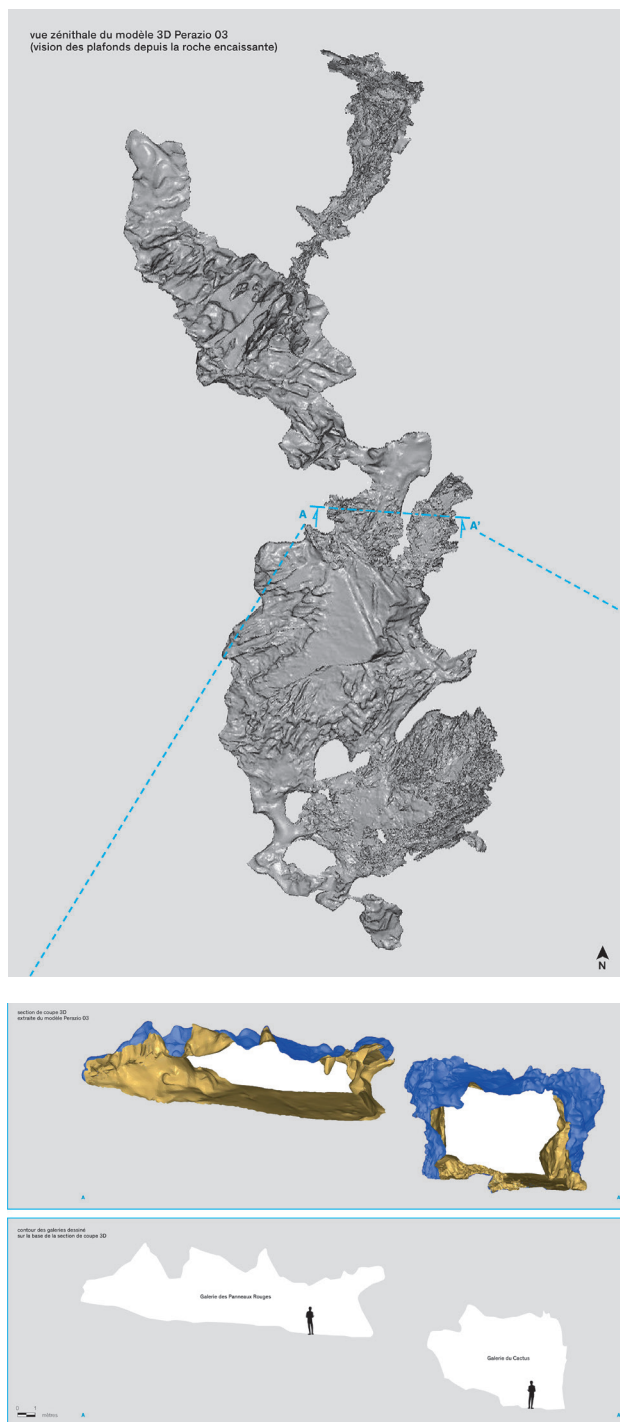 vue zénithale du modèle 3D Perazio 03
(vision des plafonds depuis la roche encaissante)
A
A'
N
section de coupe 3D
extraite du modèle Perazio 03
A
A
contour des galeries dessiné
sur la base de la section de coupe 3D
Galerie des Panneaux Rouges
Galerie du Cactus
0 1
mètres
A
A